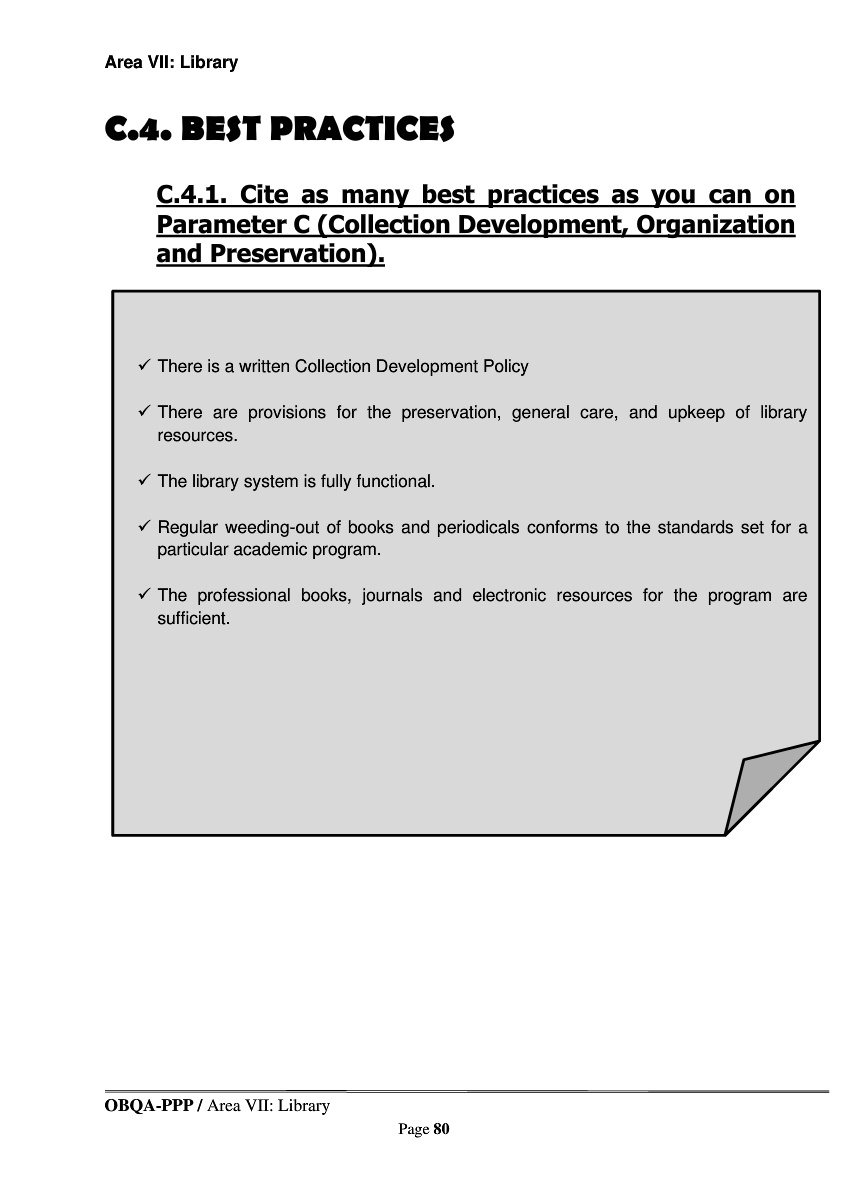 Area VII: Library
C.4. BEST PRACTICES
C.4.1. Cite as many best practices as you can on
Parameter C (Collection Development, Organization
and Preservation).
✓ There is a written Collection Development Policy
✓ There are provisions for the preservation, general care, and upkeep of library
resources.
✓ The library system is fully functional.
✓ Regular weeding-out of books and periodicals conforms to the standards set for a
particular academic program.
✓ The professional books, journals and electronic resources for the program are
sufficient.
OBQA-PPP / Area VII: Library
Page 80